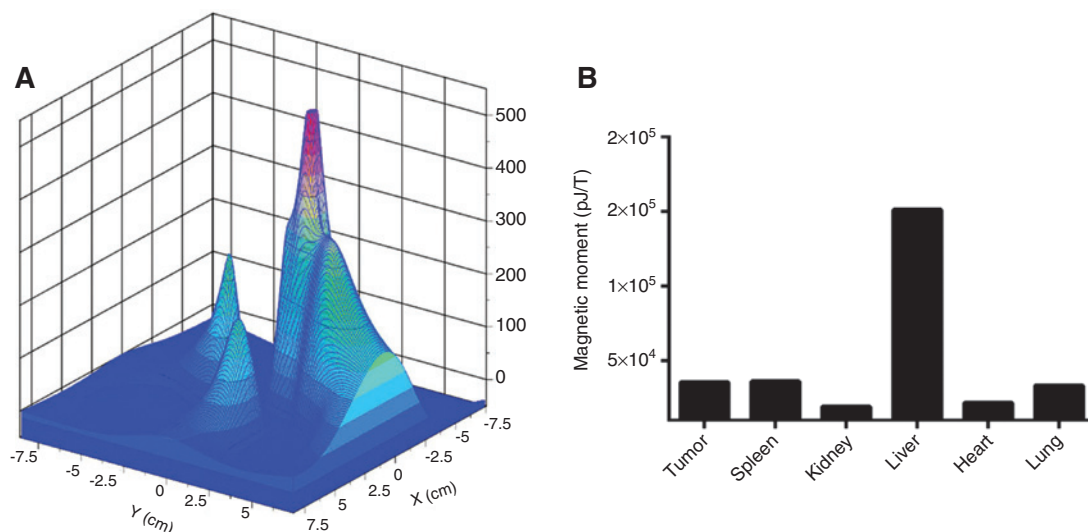 A
500
400
300
200
100
0
-7.5
-5
-2.5
0
2.5
5
Y (cm)
-7.5
-5
-2.5
0
2.5
5
7.5
X (cm)
B
Magnetic moment (pJ/T)
2×10⁵
2×10⁵
1×10⁵
5×10⁴
Tumor
Spleen
Kidney
Liver
Heart
Lung